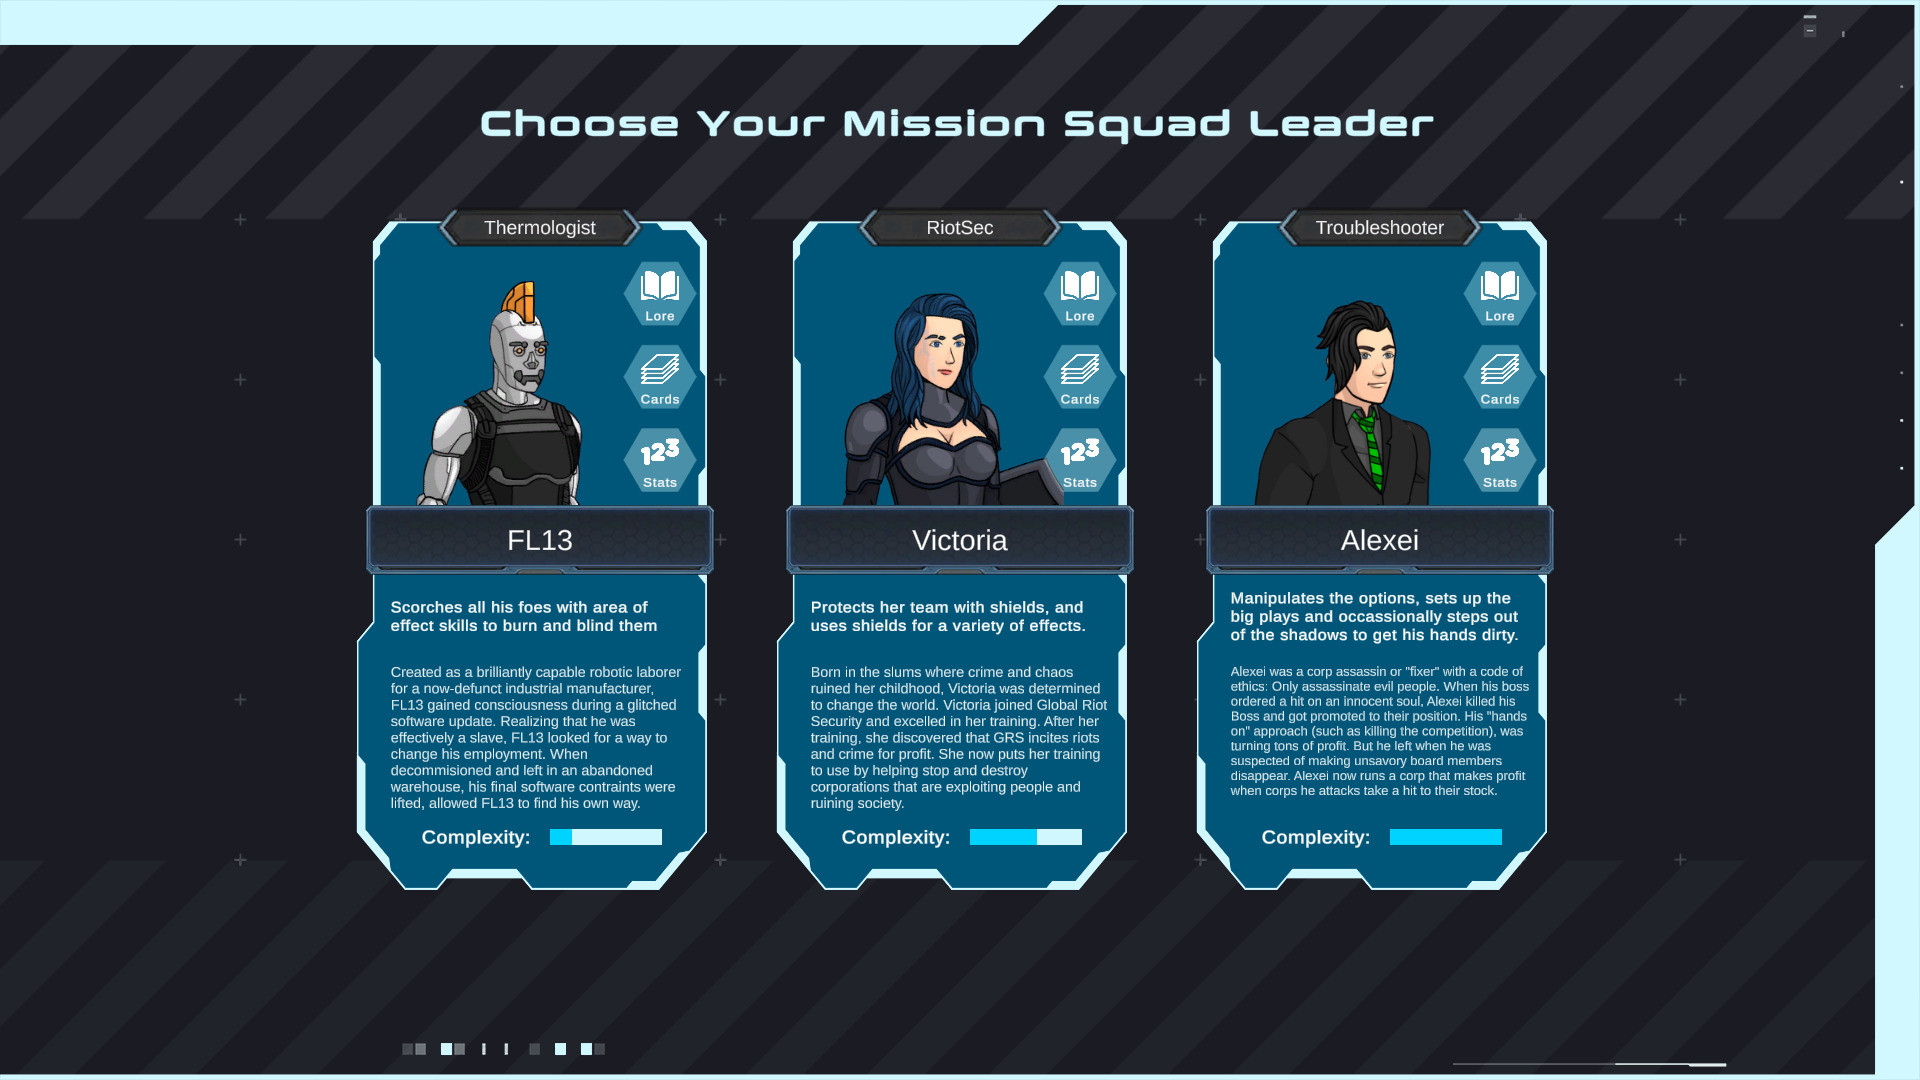 Choose Your Mission Squad Leader
Thermologist
Lore
Cards
123
Stats
FL13
Scorches all his foes with area of
effect skills to burn and blind them
Created as a brilliantly capable robotic laborer
for a now-defunct industrial manufacturer,
FL13 gained consciousness during a glitched
software update. Realizing that he was
effectively a slave, FL13 looked for a way to
change his employment. When
decommisioned and left in an abandoned
warehouse, his final software contraints were
lifted, allowed FL13 to find his own way.
Complexity:
RiotSec
Lore
Cards
123
Stats
Victoria
Protects her team with shields, and
uses shields for a variety of effects.
Born in the slums where crime and chaos
ruined her childhood, Victoria was determined
to change the world. Victoria joined Global Riot
Security and excelled in her training. After her
training, she discovered that GRS incites riots
and crime for profit. She now puts her training
to use by helping stop and destroy
corporations that are exploiting people and
ruining society.
Complexity:
Troubleshooter
Lore
Cards
123
Stats
Alexei
Manipulates the options, sets up the
big plays and occassionally steps out
of the shadows to get his hands dirty.
Alexei was a corp assassin or "fixer" with a code of
ethics: Only assassinate evil people. When his boss
ordered a hit on an innocent soul, Alexei killed his
Boss and got promoted to their position. His "hands
on" approach (such as killing the competition), was
turning tons of profit. But he left when he was
suspected of making unsavory board members
disappear. Alexei now runs a corp that makes profit
when corps he attacks take a hit to their stock.
Complexity: